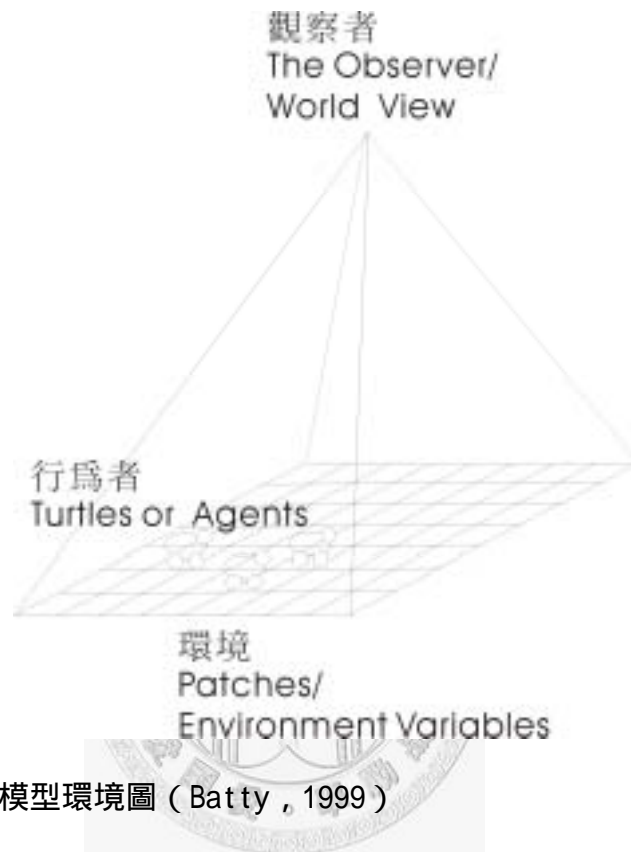 觀察者
The Observer/
World View
行爲者
Turtles or Agents
環境
Patches/
Environment Variables
模型環境圖（Batty，1999）